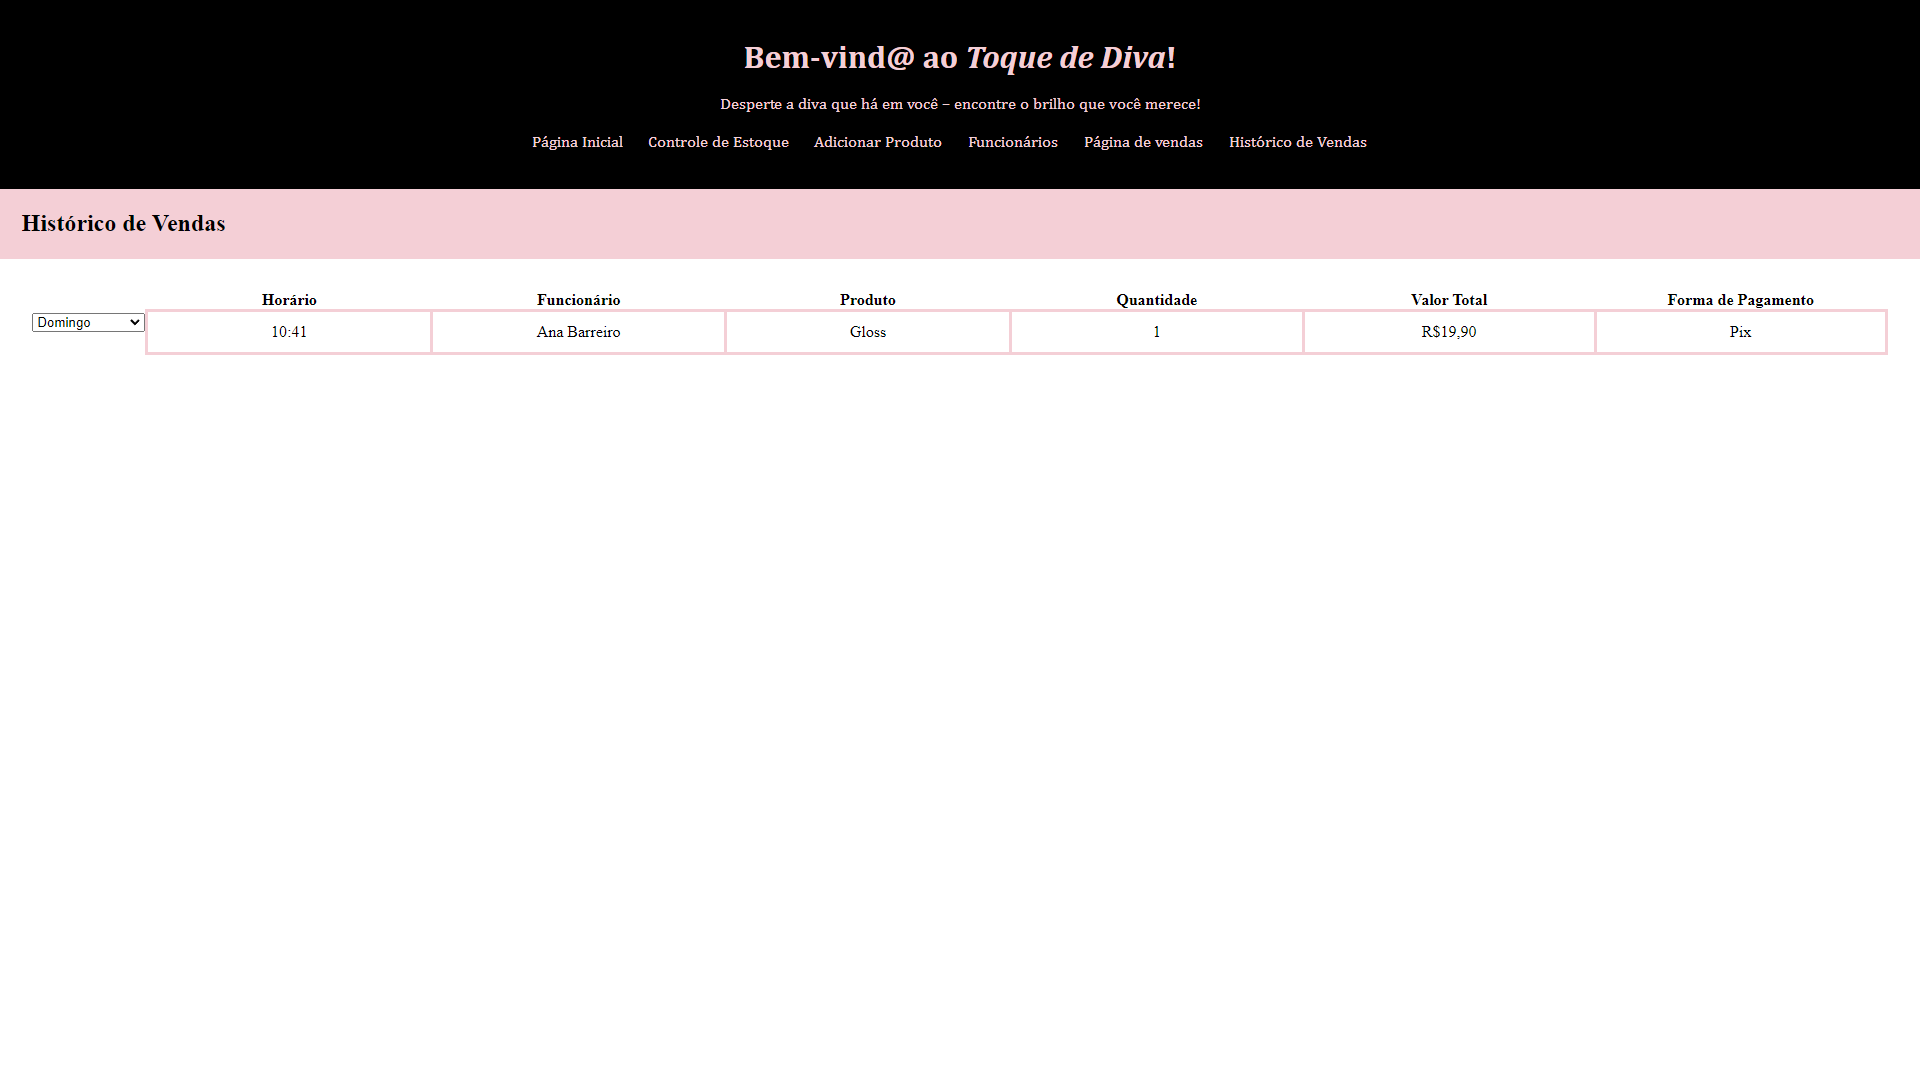 Bem-vind@ ao Toque de Diva!
Desperte a diva que há em você – encontre o brilho que você merece!
Página Inicial Controle de Estoque Adicionar Produto Funcionários Página de vendas Histórico de Vendas
Histórico de Vendas
Horário Funcionário Produto Quantidade Valor Total Forma de Pagamento
Domingo 10:41 Ana Barreiro Gloss 1 R$19,90 Pix